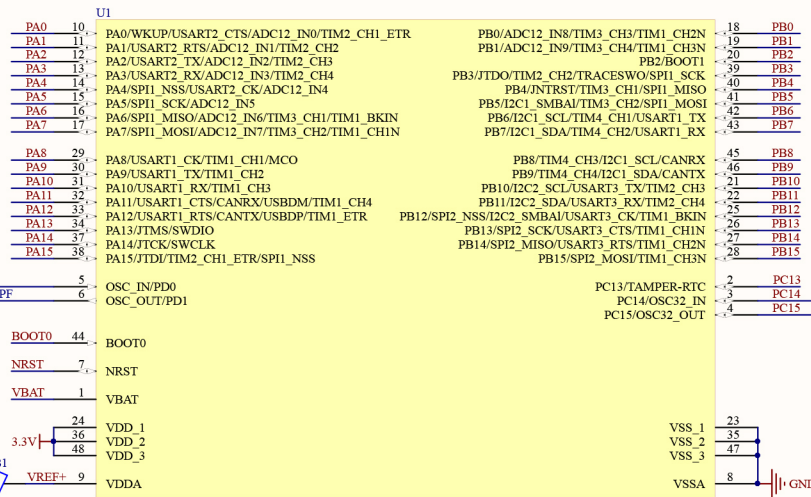 U1
PA0 10 PA0/WKUP/USART2_CTS/ADC12_IN0/TIM2_CH1_ETR PB0/ADC12_IN8/TIM3_CH3/TIM1_CH2N 18 PB0
PA1 11 PA1/USART2_RTS/ADC12_IN1/TIM2_CH2 PB1/ADC12_IN9/TIM3_CH4/TIM1_CH3N 19 PB1
PA2 12 PA2/USART2_TX/ADC12_IN2/TIM2_CH3 PB2/BOOT1 20 PB2
PA3 13 PA3/USART2_RX/ADC12_IN3/TIM2_CH4 PB3/JTDO/TIM2_CH2/TRACESWO/SPI1_SCK 39 PB3
PA4 14 PA4/SPI1_NSS/USART2_CK/ADC12_IN4 PB4/JNTRST/TIM3_CH1/SPI1_MISO 40 PB4
PA5 15 PA5/SPI1_SCK/ADC12_IN5 PB5/I2C1_SMBAI/TIM3_CH2/SPI1_MOSI 41 PB5
PA6 16 PA6/SPI1_MISO/ADC12_IN6/TIM3_CH1/TIM1_BKIN PB6/I2C1_SCL/TIM4_CH1/USART1_TX 42 PB6
PA7 17 PA7/SPI1_MOSI/ADC12_IN7/TIM3_CH2/TIM1_CH1N PB7/I2C1_SDA/TIM4_CH2/USART1_RX 43 PB7
PA8 29 PA8/USART1_CK/TIM1_CH1/MCO PB8/TIM4_CH3/I2C1_SCL/CANRX 45 PB8
PA9 30 PA9/USART1_TX/TIM1_CH2 PB9/TIM4_CH4/I2C1_SDA/CANTX 46 PB9
PA10 31 PA10/USART1_RX/TIM1_CH3 PB10/I2C2_SCL/USART3_TX/TIM2_CH3 21 PB10
PA11 32 PA11/USART1_CTS/CANRX/USBDM/TIM1_CH4 PB11/I2C2_SDA/USART3_RX/TIM2_CH4 22 PB11
PA12 33 PA12/USART1_RTS/CANTX/USBDP/TIM1_ETR PB12/SPI2_NSS/I2C2_SMBAI/USART3_CK/TIM1_BKIN 25 PB12
PA13 34 PA13/JTMS/SWDIO PB13/SPI2_SCK/USART3_CTS/TIM1_CH1N 26 PB13
PA14 37 PA14/JTCK/SWCLK PB14/SPI2_MISO/USART3_RTS/TIM1_CH2N 27 PB14
PA15 38 PA15/JTDI/TIM2_CH1_ETR/SPI1_NSS PB15/SPI2_MOSI/TIM1_CH3N 28 PB15
5 OSC_IN/PD0 PC13/TAMPER-RTC 2 PC13
PF 6 OSC_OUT/PD1 PC14/OSC32_IN 3 PC14
PC15/OSC32_OUT 4 PC15
BOOT0 44 BOOT0
NRST 7 NRST
VBAT 1 VBAT
24 VDD_1 VSS_1 23
3.3V 36 VDD_2 VSS_2 35
48 VDD_3 VSS_3 47
VREF+ 9 VDDA VSSA 8 GND